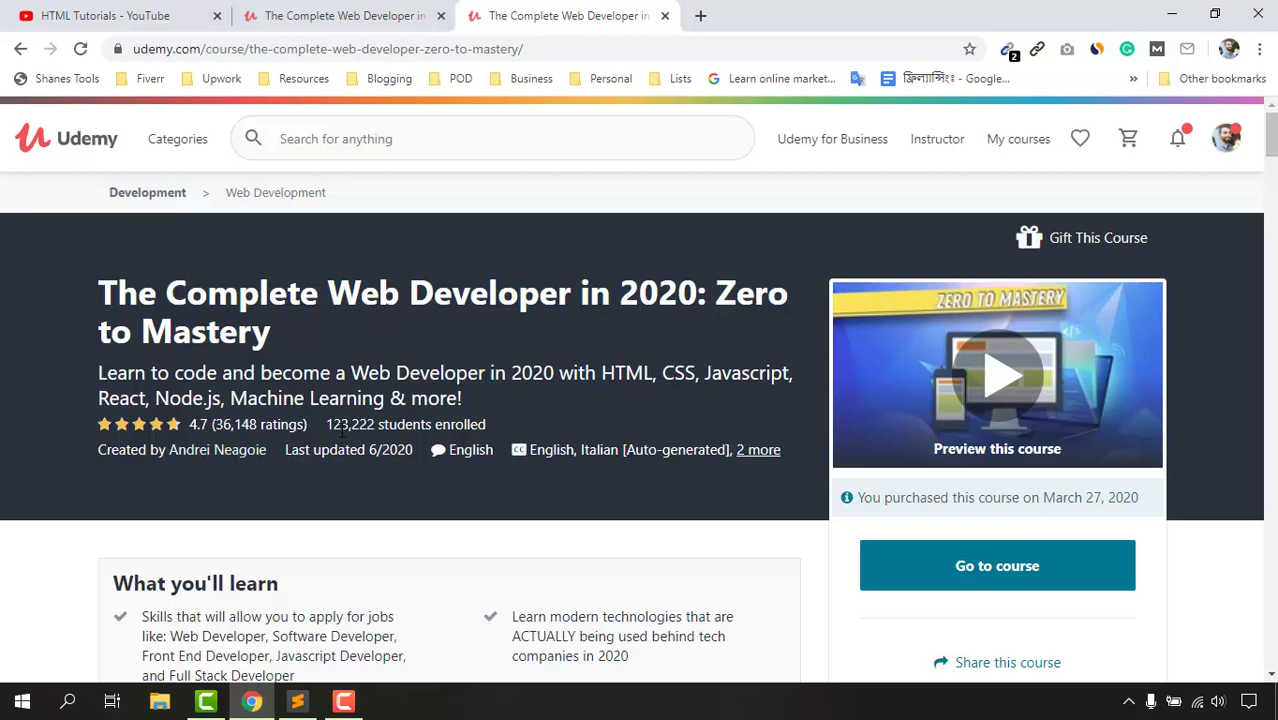 HTML Tutorials - YouTube
The Complete Web Developer in
The Complete Web Developer in
udemy.com/course/the-complete-web-developer-zero-to-mastery/
2
Shanes Tools
Fiverr
Upwork
Resources
Blogging
POD
Business
Personal
Lists
Learn online market...
ফ্রিল্যান্সিংঃ - Google...
Other bookmarks
Udemy
Categories
Search for anything
Udemy for Business
Instructor
My courses
Development > Web Development
Gift This Course
The Complete Web Developer in 2020: Zero
to Mastery
Learn to code and become a Web Developer in 2020 with HTML, CSS, Javascript,
React, Node.js, Machine Learning & more!
4.7 (36,148 ratings) 123,222 students enrolled
Created by Andrei Neagoie Last updated 6/2020 English CC English, Italian [Auto-generated], 2 more
ZERO TO MASTERY
Preview this course
You purchased this course on March 27, 2020
Go to course
Share this course
What you'll learn
Skills that will allow you to apply for jobs
like: Web Developer, Software Developer,
Front End Developer, Javascript Developer,
and Full Stack Developer
Learn modern technologies that are
ACTUALLY being used behind tech
companies in 2020